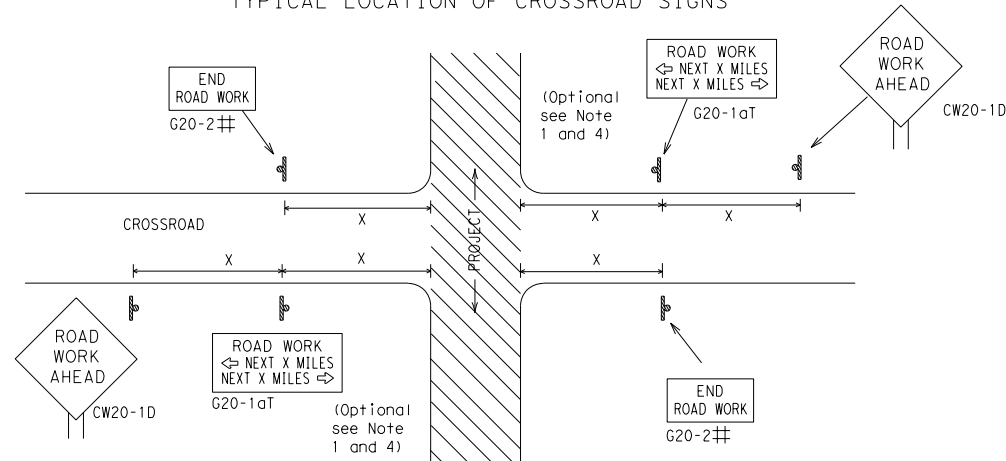 TYPICAL LOCATION OF CROSSROAD SIGNS
END
ROAD WORK
G20-2#
ROAD WORK
⇦ NEXT X MILES
NEXT X MILES ⇨
G20-1aT
(Optional
see Note
1 and 4)
ROAD
WORK
AHEAD
CW20-1D
X
X
X
CROSSROAD
PROJECT
X
X
X
ROAD
WORK
AHEAD
CW20-1D
ROAD WORK
⇦ NEXT X MILES
NEXT X MILES ⇨
G20-1aT
(Optional
see Note
1 and 4)
END
ROAD WORK
G20-2#